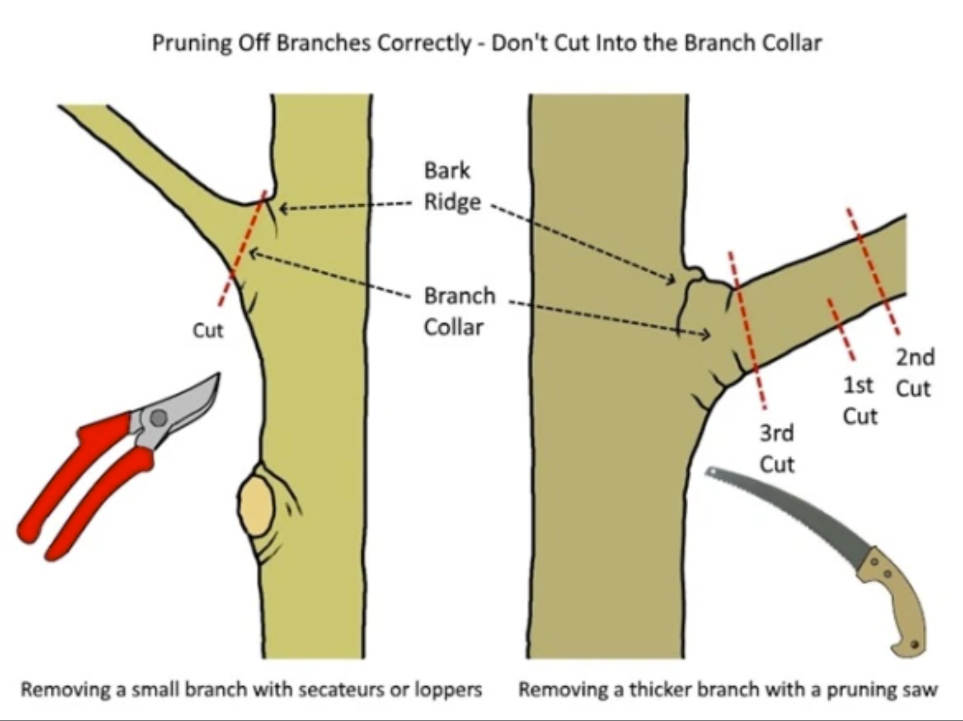 Pruning Off Branches Correctly - Don't Cut Into the Branch Collar
Bark
Ridge
Branch
Collar
Cut
2nd
Cut
1st
Cut
3rd
Cut
Removing a small branch with secateurs or loppers
Removing a thicker branch with a pruning saw